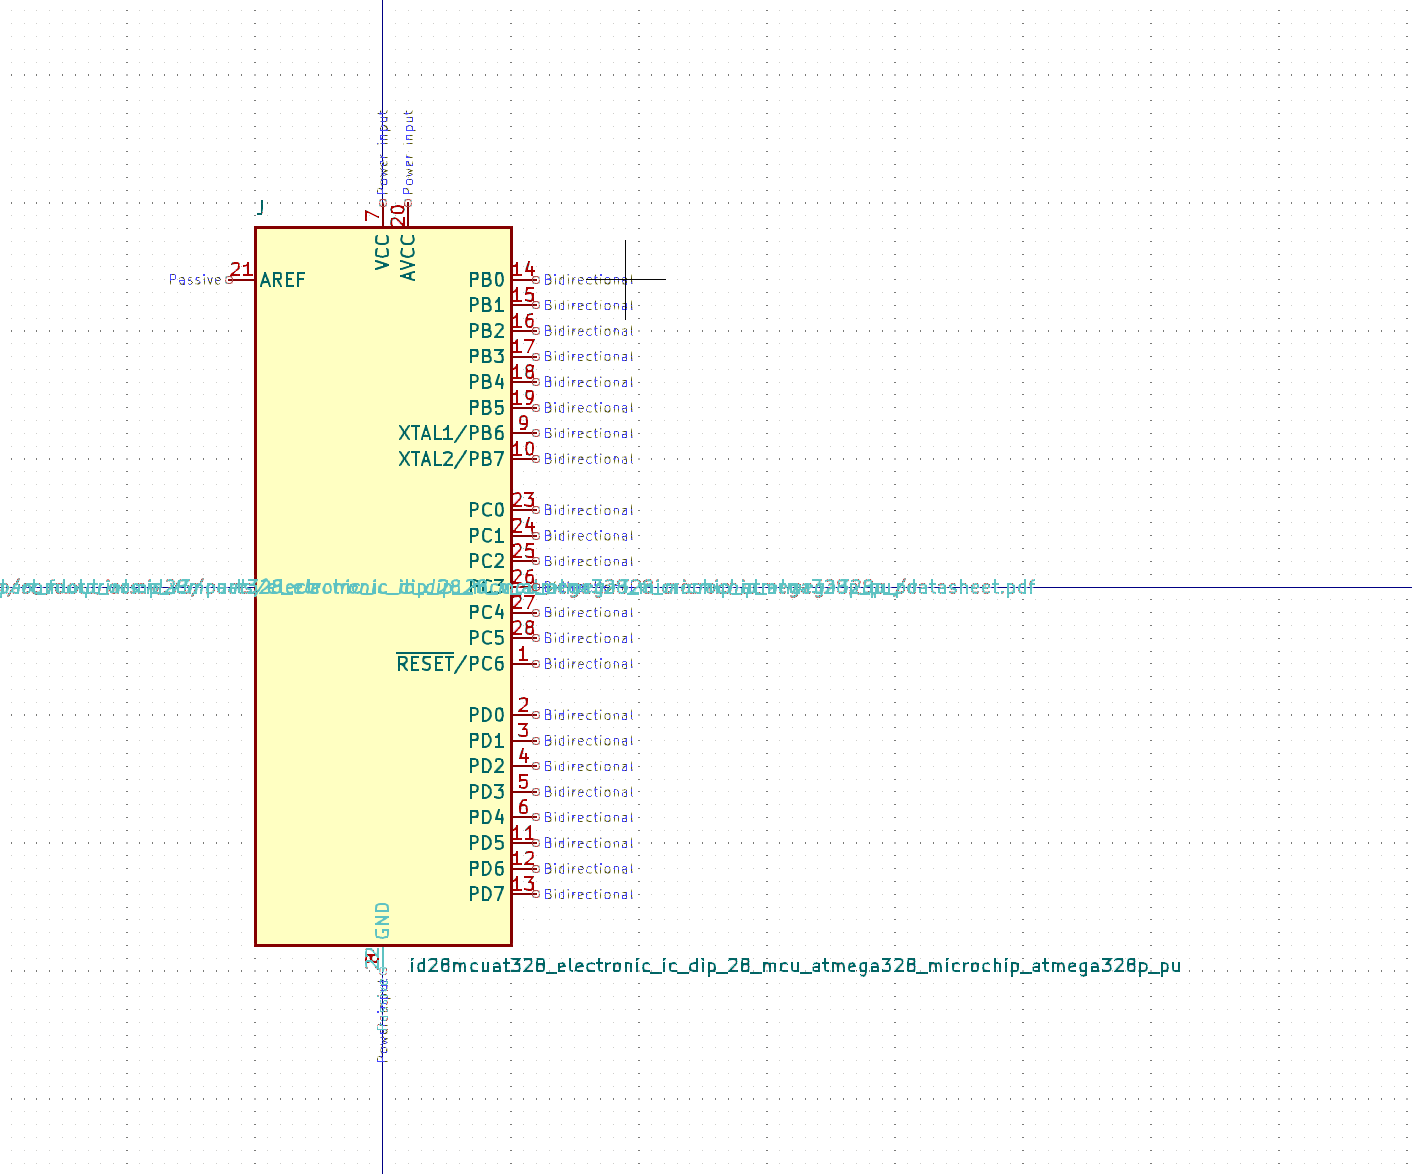 Power input
Power input
J
7
20
VCC
AVCC
Passive
21
AREF
PB0 14 Bidirectional
PB1 15 Bidirectional
PB2 16 Bidirectional
PB3 17 Bidirectional
PB4 18 Bidirectional
PB5 19 Bidirectional
XTAL1/PB6 9 Bidirectional
XTAL2/PB7 10 Bidirectional
PC0 23 Bidirectional
PC1 24 Bidirectional
PC2 25 Bidirectional
26
datasheet.pdf
PC4 27 Bidirectional
PC5 28 Bidirectional
RESET/PC6 1 Bidirectional
PD0 2 Bidirectional
PD1 3 Bidirectional
PD2 4 Bidirectional
PD3 5 Bidirectional
PD4 6 Bidirectional
PD5 11 Bidirectional
PD6 12 Bidirectional
PD7 13 Bidirectional
GND
id28mcuat328_electronic_ic_dip_28_mcu_atmega328_microchip_atmega328p_pu